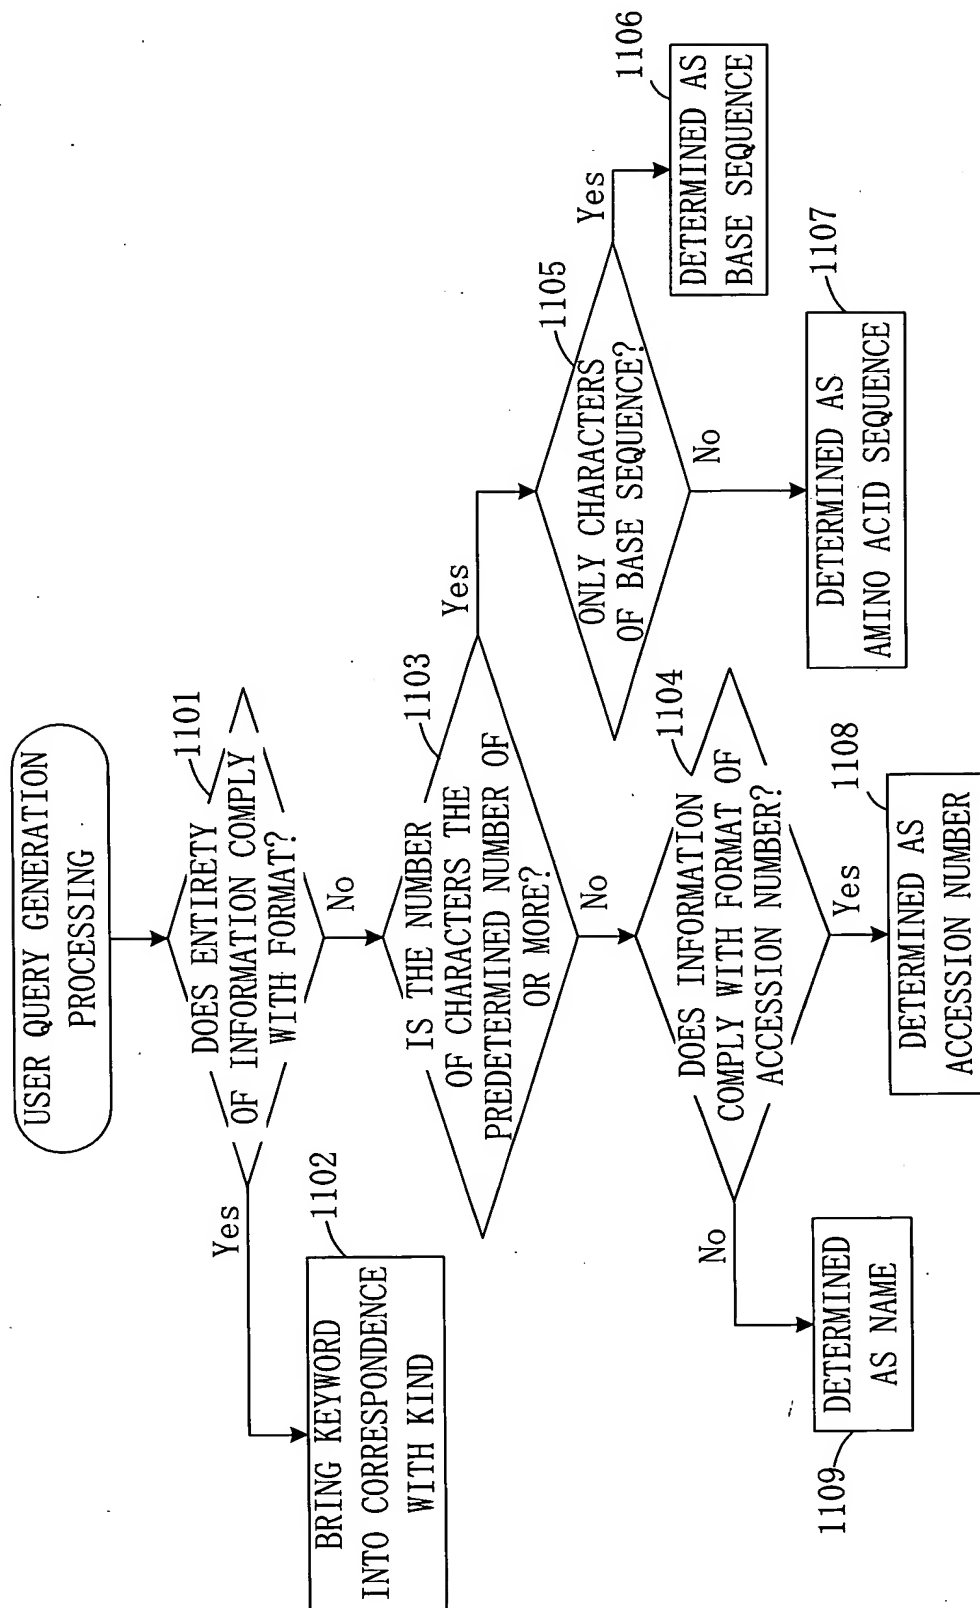 USER QUERY GENERATION
PROCESSING
1101
DOES ENTIRETY
OF INFORMATION COMPLY
WITH FORMAT?
Yes
No
1102
BRING KEYWORD
INTO CORRESPONDENCE
WITH KIND
1103
IS THE NUMBER
OF CHARACTERS THE
PREDETERMINED NUMBER OF
OR MORE?
Yes
No
1105
ONLY CHARACTERS
OF BASE SEQUENCE?
Yes
No
1106
DETERMINED AS
BASE SEQUENCE
1107
DETERMINED AS
AMINO ACID SEQUENCE
1104
DOES INFORMATION
COMPLY WITH FORMAT OF
ACCESSION NUMBER?
No
Yes
1109
DETERMINED
AS NAME
1108
DETERMINED AS
ACCESSION NUMBER